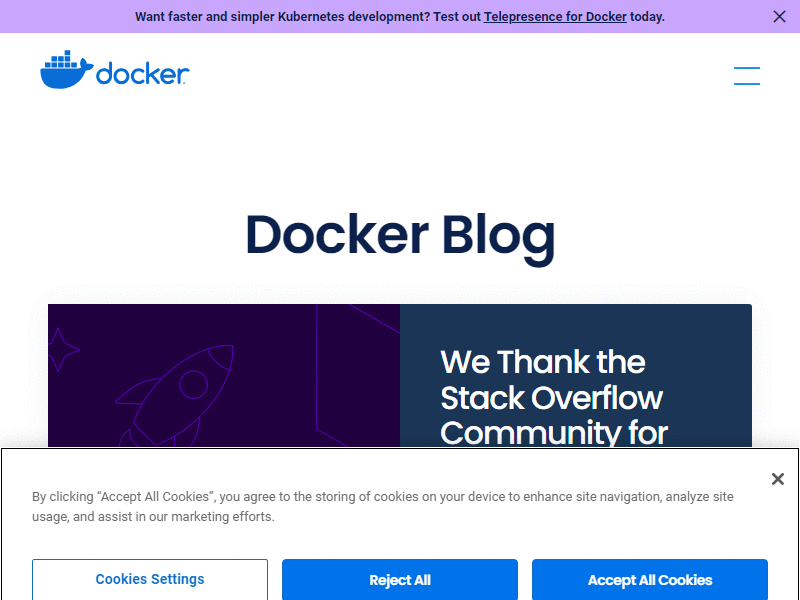 Want faster and simpler Kubernetes development? Test out Telepresence for Docker today.
docker
Docker Blog
We Thank the
Stack Overflow
Community for
By clicking “Accept All Cookies”, you agree to the storing of cookies on your device to enhance site navigation, analyze site
usage, and assist in our marketing efforts.
Cookies Settings
Reject All
Accept All Cookies